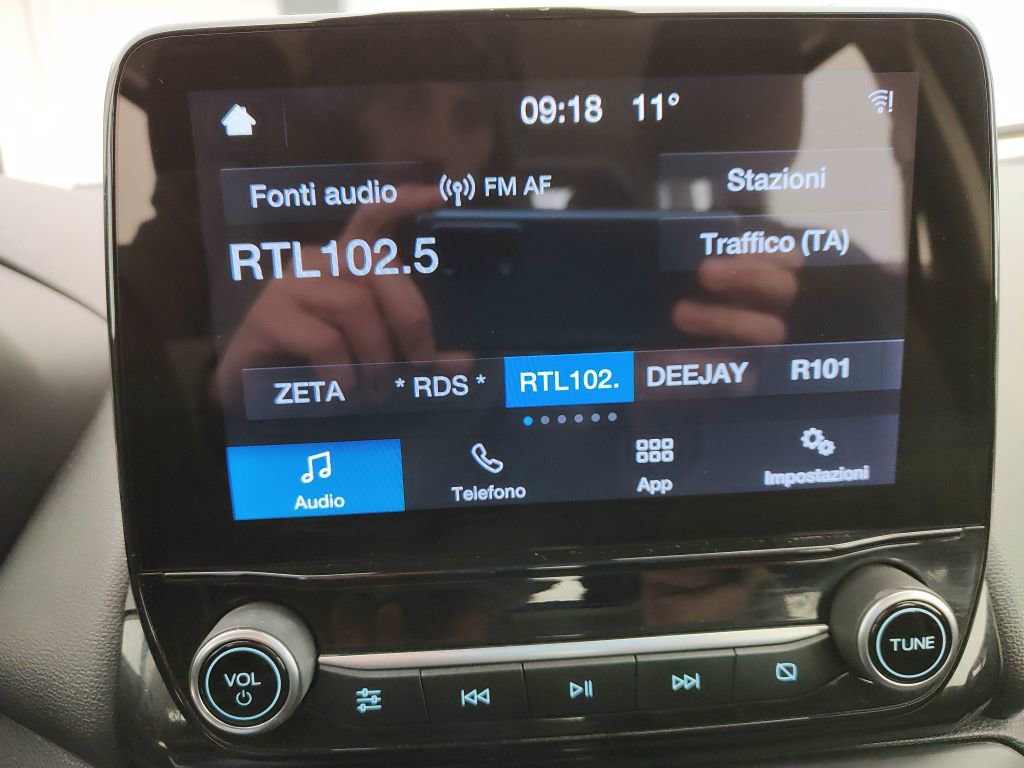 09:18 11°
Fonti audio FM AF Stazioni
RTL102.5 Traffico (TA)
ZETA * RDS * RTL102. DEEJAY R101
Audio Telefono App Impostazioni
VOL TUNE